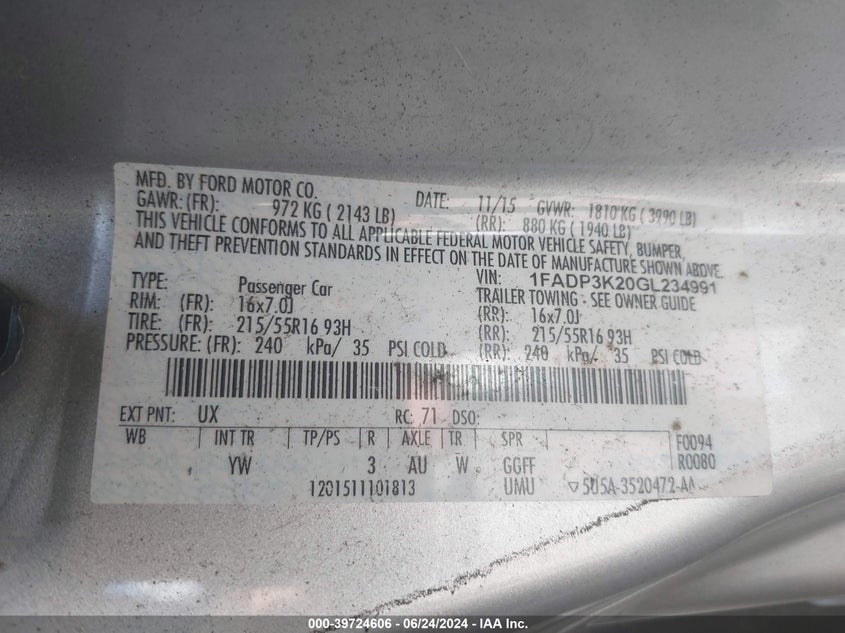 MFD. BY FORD MOTOR CO. DATE: 11/15 GVWR: 1810 KG ( 3990 LB)
GAWR: (FR): 972 KG ( 2143 LB) (RR): 880 KG ( 1940 LB)
THIS VEHICLE CONFORMS TO ALL APPLICABLE FEDERAL MOTOR VEHICLE SAFETY, BUMPER,
AND THEFT PREVENTION STANDARDS IN EFFECT ON THE DATE OF MANUFACTURE SHOWN ABOVE.
VIN: 1FADP3K20GL234991
TYPE: Passenger Car TRAILER TOWING - SEE OWNER GUIDE
RIM: (FR): 16x7.0J (RR): 16x7.0J
TIRE: (FR): 215/55R16 93H (RR): 215/55R16 93H
PRESSURE: (FR): 240 kPa/ 35 PSI COLD (RR): 240 kPa/ 35 PSI COLD
EXT PNT: UX RC: 71 DSO:
WB INT TR TP/PS R AXLE TR SPR F0094
YW 3 AU W GGFF R0080
1201511101813 UMU ▽5U5A-3520472-AA
000-39724606 - 06/24/2024 - IAA Inc.